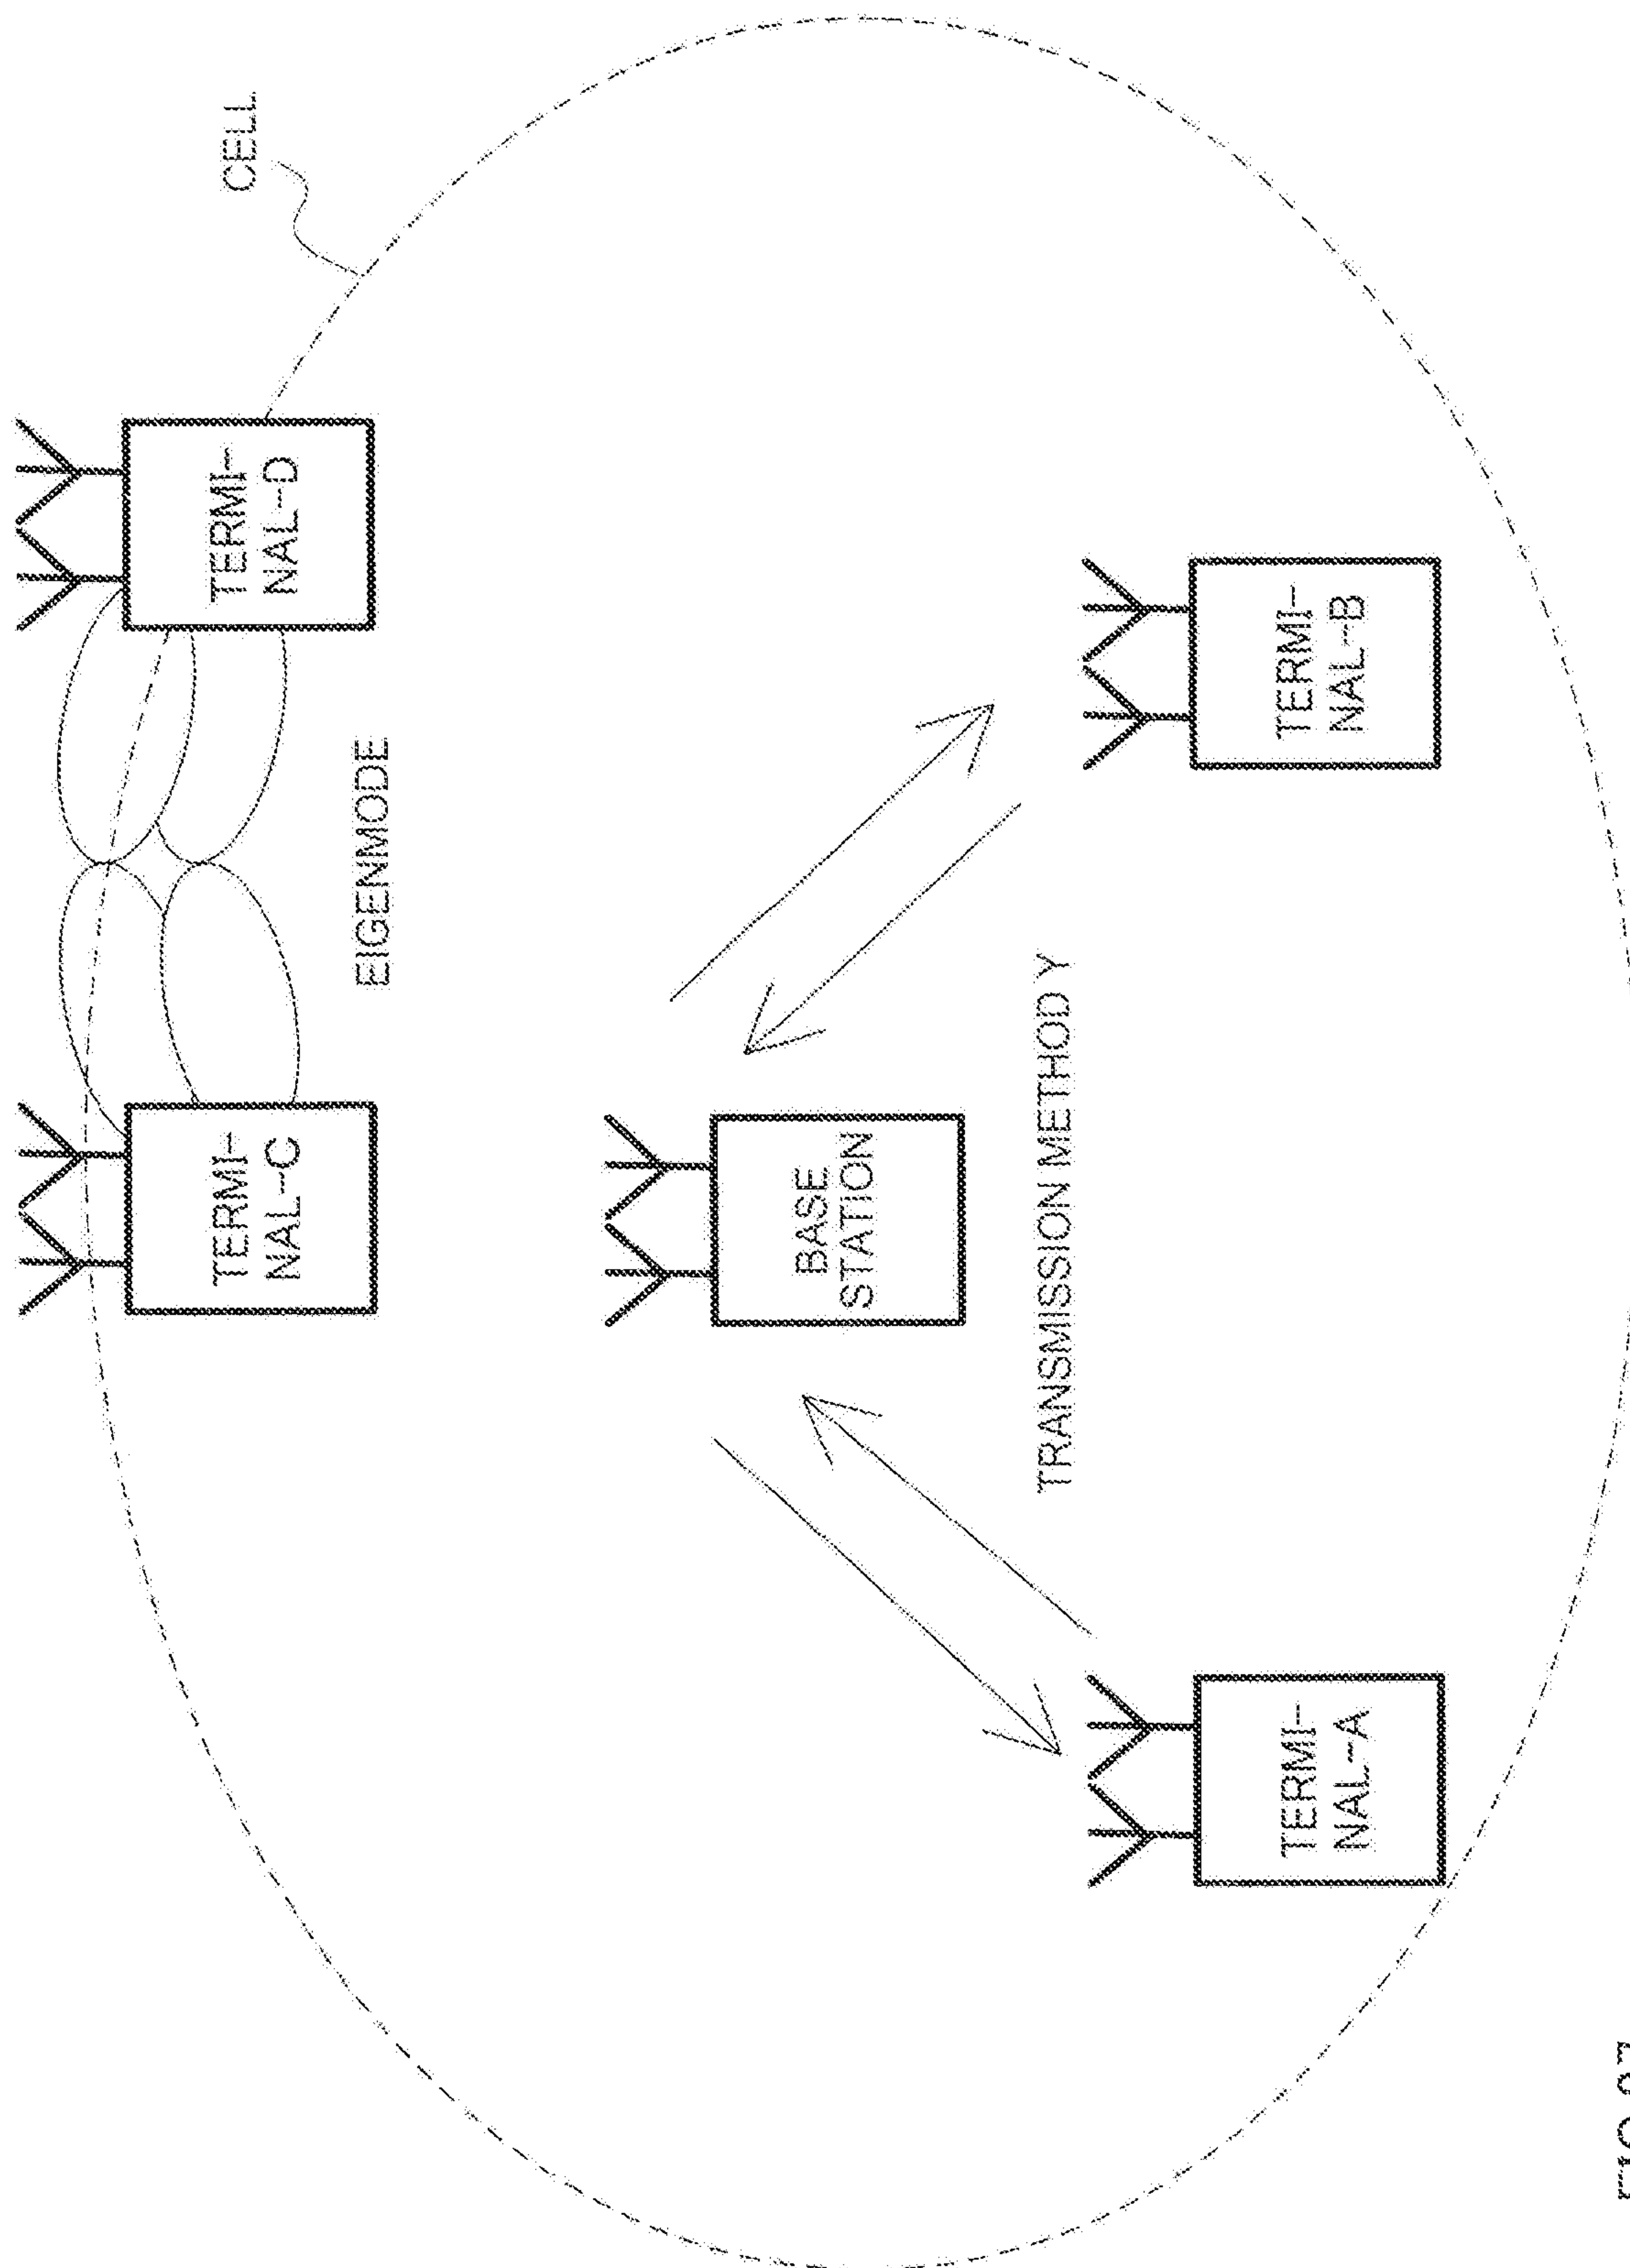 CELL
TERMI-
NAL-C
TERMI-
NAL-D
EIGENMODE
BASE
STATION
TRANSMISSION METHOD Y
TERMI-
NAL-A
TERMI-
NAL-B